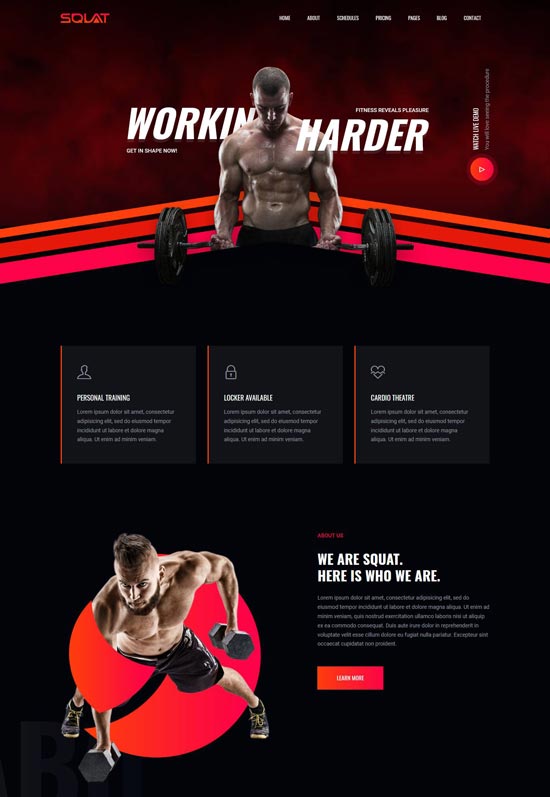 SQUAT
HOME ABOUT SCHEDULES PRICING PAGES BLOG CONTACT
FITNESS REVEALS PLEASURE
WORKIN
HARDER
GET IN SHAPE NOW!
WATCH LIVE DEMO
You will love seeing the procedure
PERSONAL TRAINING
Lorem ipsum dolor sit amet, consectetur
adipisicing elit, sed do eiusmod tempor
incididunt ut labore et dolore magna
aliqua. Ut enim ad minim veniam.
LOCKER AVAILABLE
Lorem ipsum dolor sit amet, consectetur
adipisicing elit, sed do eiusmod tempor
incididunt ut labore et dolore magna
aliqua. Ut enim ad minim veniam.
CARDIO THEATRE
Lorem ipsum dolor sit amet, consectetur
adipisicing elit, sed do eiusmod tempor
incididunt ut labore et dolore magna
aliqua. Ut enim ad minim veniam.
ABOUT US
WE ARE SQUAT.
HERE IS WHO WE ARE.
Lorem ipsum dolor sit amet, consectetur adipisicing elit, sed do
eiusmod tempor incididunt ut labore et dolore magna aliqua. Ut enim ad
minim veniam, quis nostrud exercitation ullamco laboris nisi ut aliquip
ex ea commodo consequat. Duis aute irure dolor in reprehenderit in
voluptate velit esse cillum dolore eu fugiat nulla pariatur. Excepteur sint
occaecat cupidatat non proident.
LEARN MORE